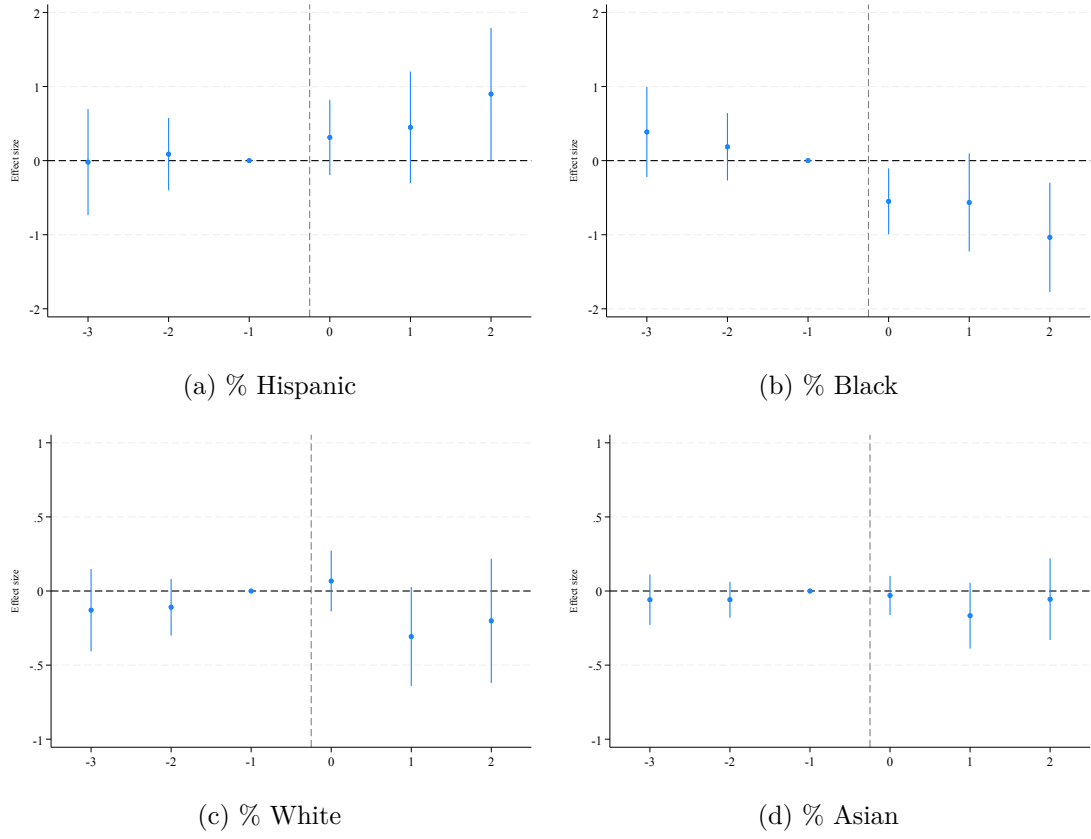 2
1
0
-1
-2
Effect size
-3 -2 -1 0 1 2
(a) % Hispanic
2
1
0
-1
-2
Effect size
-3 -2 -1 0 1 2
(b) % Black
1
.5
0
-.5
-1
Effect size
-3 -2 -1 0 1 2
(c) % White
1
.5
0
-.5
-1
Effect size
-3 -2 -1 0 1 2
(d) % Asian